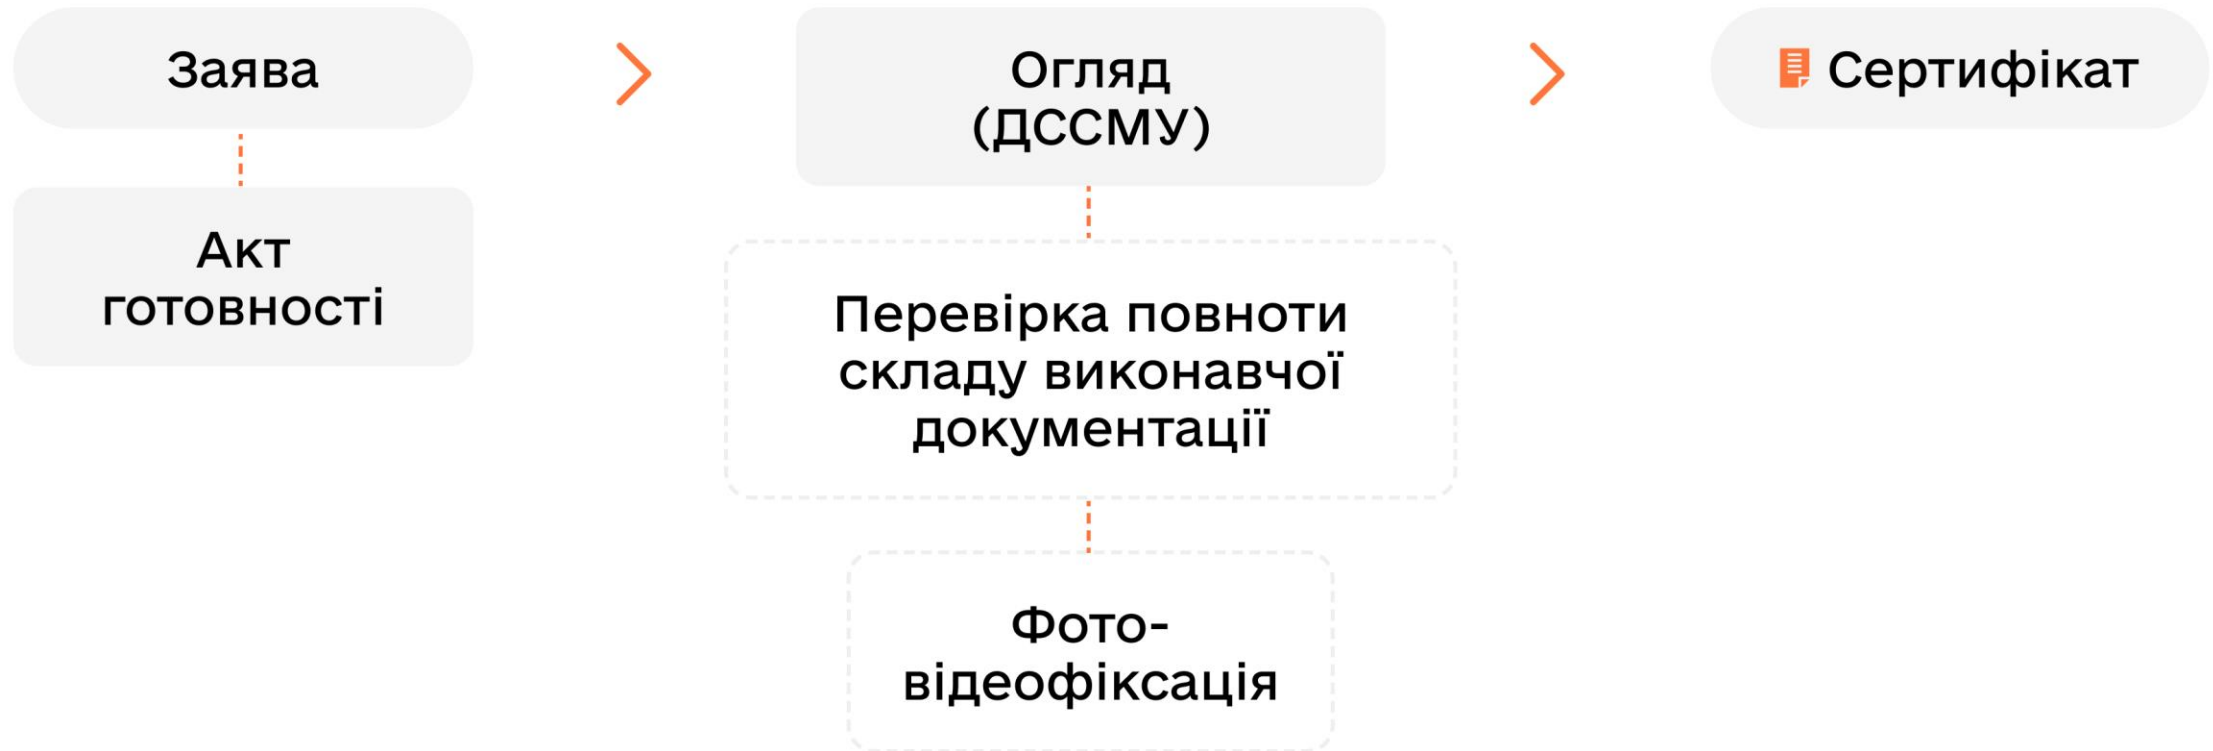 Заява
Акт
готовності
Огляд
(ДССМУ)
Перевірка повноти
складу виконавчої
документації
Фото-
відеофіксація
Сертифікат